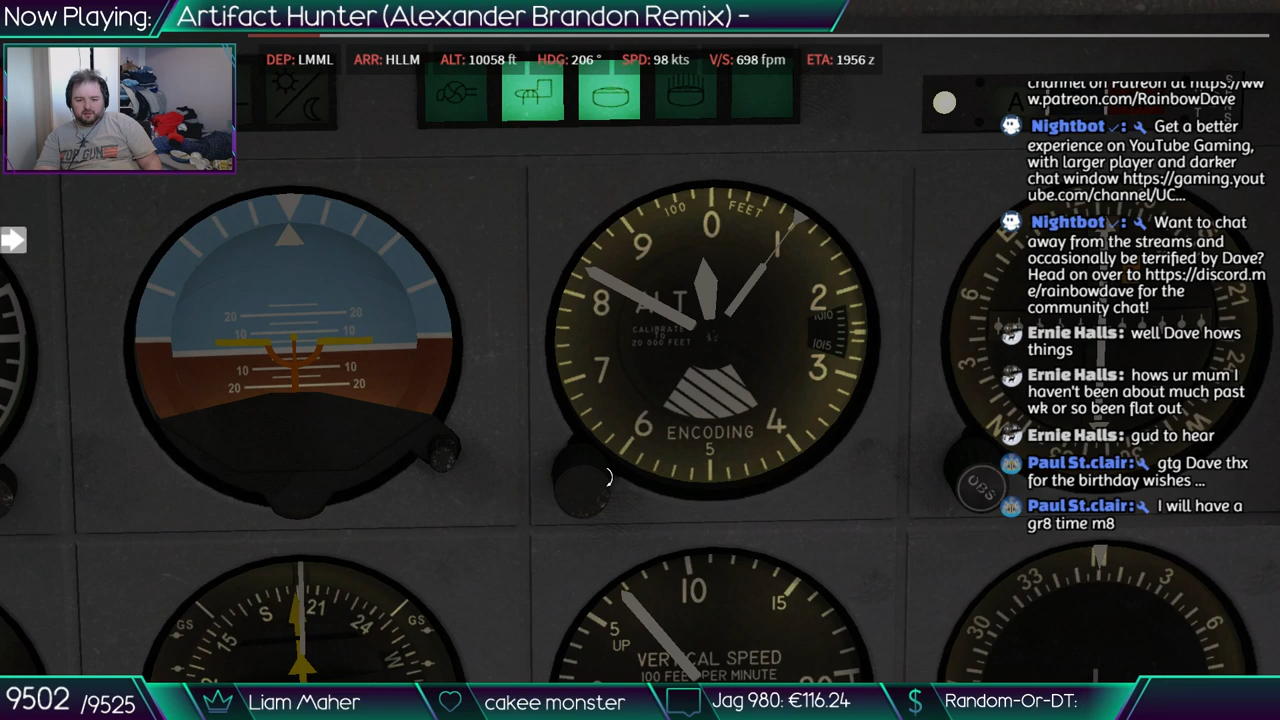 Now Playing: Artifact Hunter (Alexander Brandon Remix) -
DEP: LMML ARR: HLLM ALT: 10058 ft HDG: 206 ° SPD: 98 kts V/S: 698 fpm ETA: 1956 z
TOP GUN
channel on Patreon at https://ww
w.patreon.com/RainbowDave
Nightbot: Get a better
experience on YouTube Gaming,
with larger player and darker
chat window https://gaming.yout
ube.com/channel/UC...
Nightbot: Want to chat
away from the streams and
occasionally be terrified by Dave?
Head on over to https://discord.m
e/rainbowdave for the
community chat!
Ernie Halls: well Dave hows
things
Ernie Halls: hows ur mum I
haven't been about much past
wk or so been flat out
Ernie Halls: gud to hear
Paul St.clair: gtg Dave thx
for the birthday wishes ...
Paul St.clair: I will have a
gr8 time m8
20 20
10 10
10 10
20 20
100 FEET
0
9 1
8 2
7 3
6 4
5
ALT
CALIBRATED
TO
20 000 FEET
1010
1015
ENCODING
OBS
6
3
21
24
GS GS
15 S 21 24 W
10
5 15
UP
VERTICAL SPEED
100 FEET PER MINUTE
20
30 33 N 3 6
9502 /9525
Liam Maher
cakee monster
Jag 980: €116.24
Random-Or-DT: